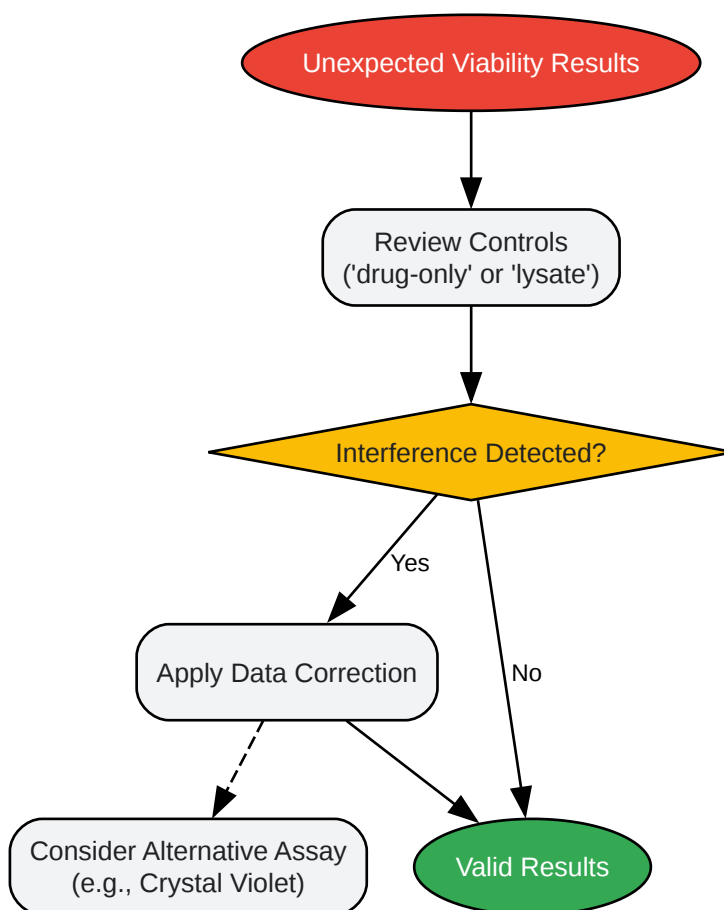 Unexpected Viability Results
Review Controls
('drug-only' or 'lysate')
Interference Detected?
Yes
Apply Data Correction
No
Consider Alternative Assay
(e.g., Crystal Violet)
Valid Results